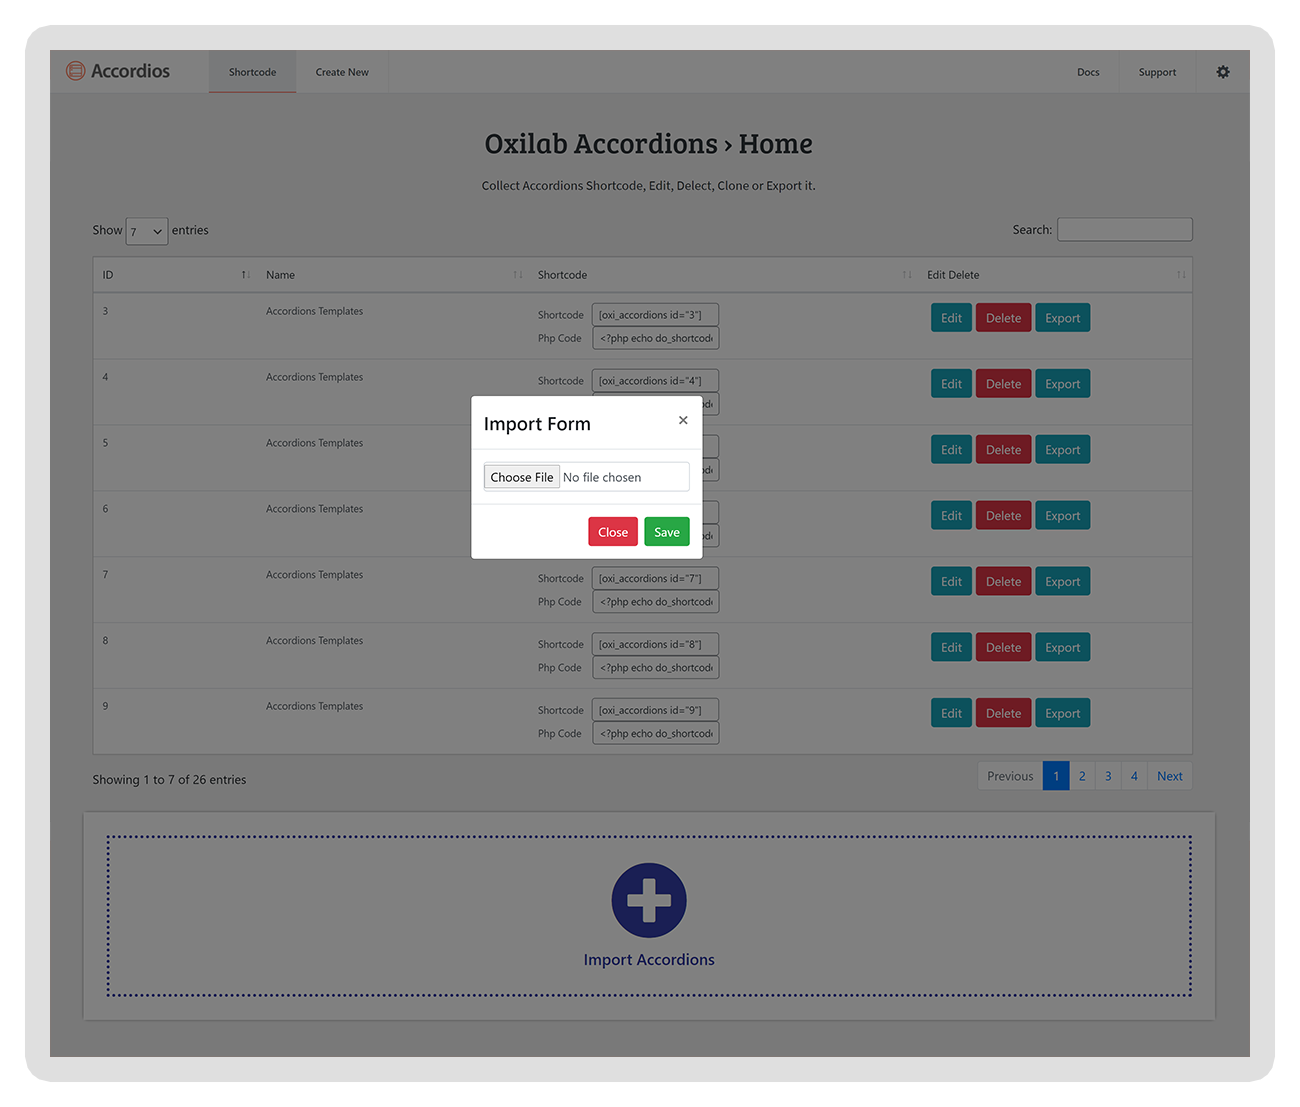 Accordios Shortcode Create New Docs Support
Oxilab Accordions › Home
Collect Accordions Shortcode, Edit, Delect, Clone or Export it.
Show 7 entries Search:
ID Name Shortcode Edit Delete
3 Accordions Templates Shortcode [oxi_accordions id="3"] Edit Delete Export
Php Code <?php echo do_shortcod
4 Accordions Templates Shortcode [oxi_accordions id="4"] Edit Delete Export
5 Accordions Templates Edit Delete Export
6 Accordions Templates Edit Delete Export
Import Form ×
Choose File No file chosen
Close Save
7 Accordions Templates Shortcode [oxi_accordions id="7"] Edit Delete Export
Php Code <?php echo do_shortcod
8 Accordions Templates Shortcode [oxi_accordions id="8"] Edit Delete Export
Php Code <?php echo do_shortcod
9 Accordions Templates Shortcode [oxi_accordions id="9"] Edit Delete Export
Php Code <?php echo do_shortcod
Showing 1 to 7 of 26 entries Previous 1 2 3 4 Next
Import Accordions